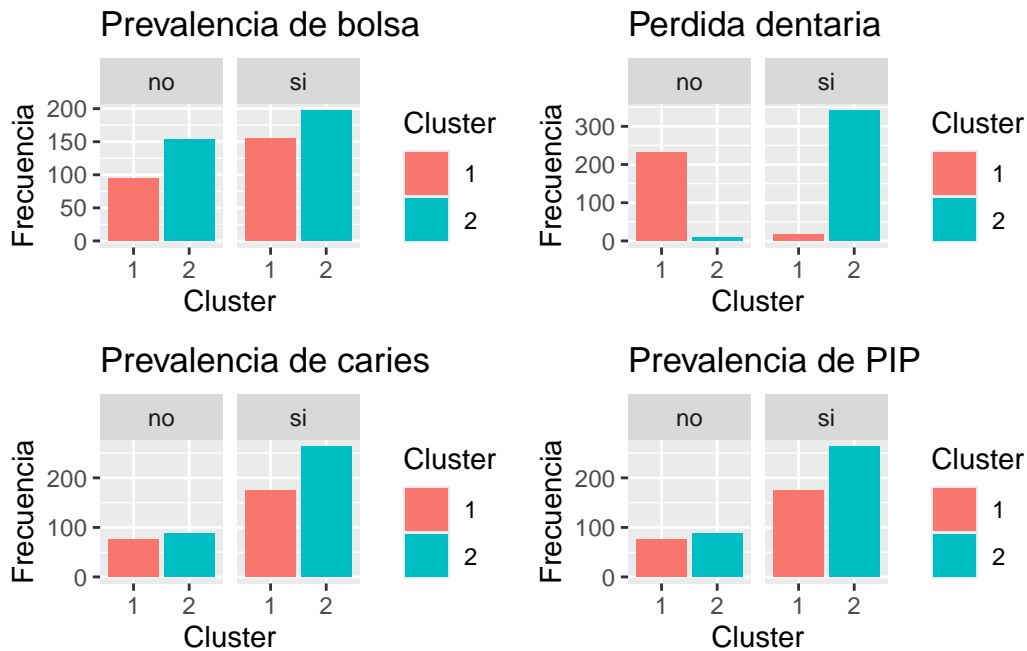 Prevalencia de bolsa
no si
200
150
100
50
0
Frecuencia
1 2 1 2
Cluster
Cluster
1
2
Perdida dentaria
no si
300
200
100
0
Frecuencia
1 2 1 2
Cluster
Cluster
1
2
Prevalencia de caries
no si
200
100
0
Frecuencia
1 2 1 2
Cluster
Cluster
1
2
Prevalencia de PIP
no si
200
100
0
Frecuencia
1 2 1 2
Cluster
Cluster
1
2